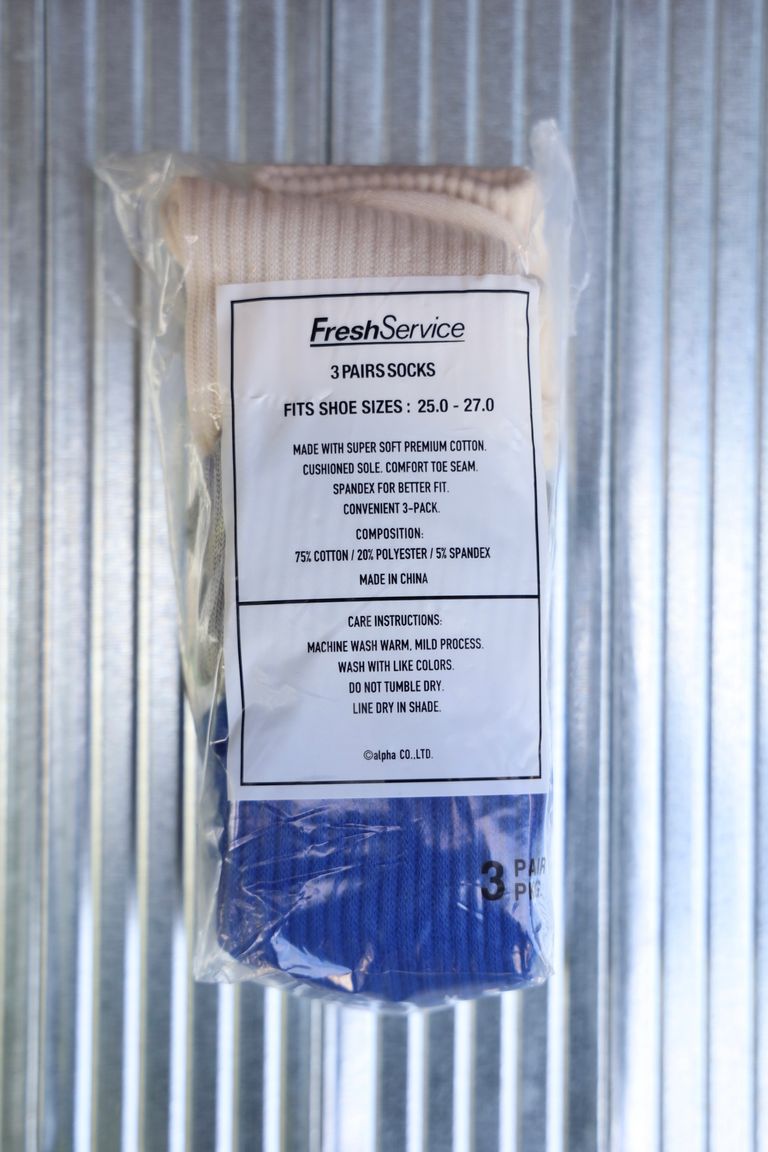 FreshService
3 PAIRS SOCKS
FITS SHOE SIZES : 25.0 - 27.0
MADE WITH SUPER SOFT PREMIUM COTTON.
CUSHIONED SOLE. COMFORT TOE SEAM.
SPANDEX FOR BETTER FIT.
CONVENIENT 3-PACK.
COMPOSITION:
75% COTTON / 20% POLYESTER / 5% SPANDEX
MADE IN CHINA
CARE INSTRUCTIONS:
MACHINE WASH WARM, MILD PROCESS.
WASH WITH LIKE COLORS.
DO NOT TUMBLE DRY.
LINE DRY IN SHADE.
©alpha CO.,LTD.
3 PAIR
PKG.